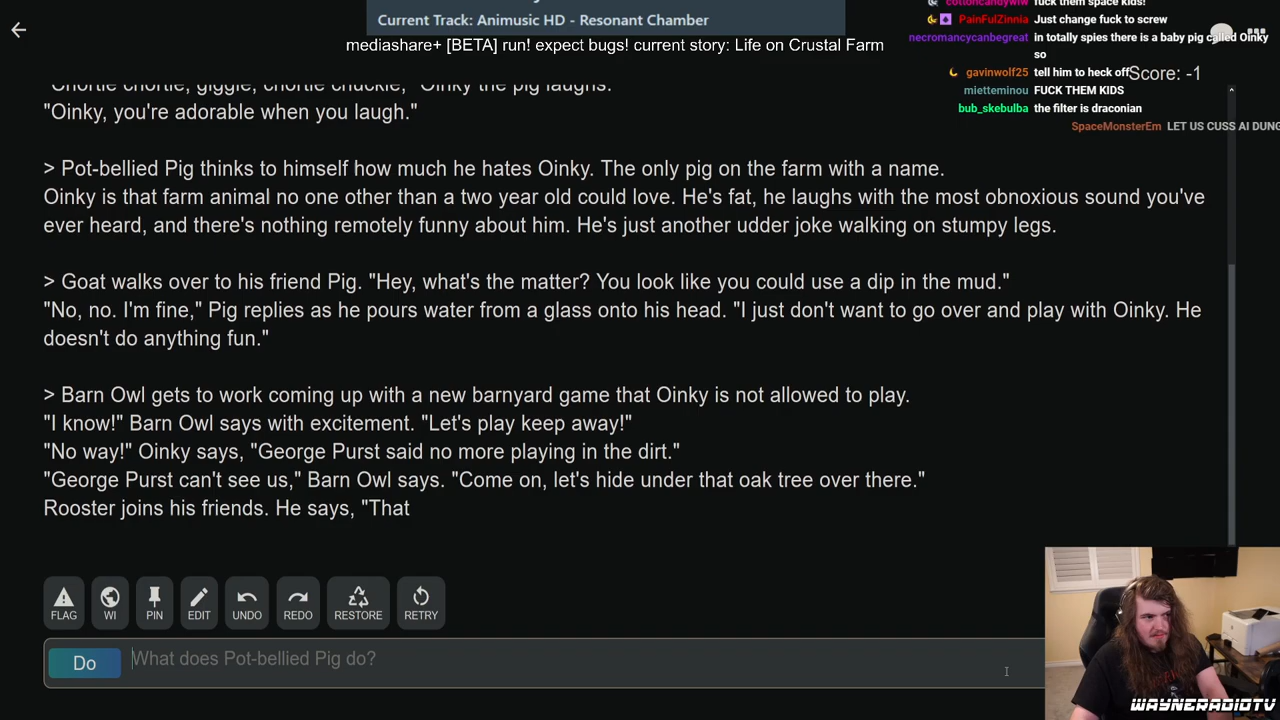 Current Track: Animusic HD - Resonant Chamber
mediashare+ [BETA] run! expect bugs! current story: Life on Crustal Farm
cottoncandywiw fuck them space kids!
PainFulZinnia Just change fuck to screw
necromancycanbegreat in totally spies there is a baby pig called Oinky
so
gavinwolf25 tell him to heck off
Score: -1
mietteminou FUCK THEM KIDS
bub_skebulba the filter is draconian
SpaceMonsterEm LET US CUSS AI DUNG
"Chortle chortle, giggle, chortle chuckle," Oinky the pig laughs.
"Oinky, you're adorable when you laugh."
> Pot-bellied Pig thinks to himself how much he hates Oinky. The only pig on the farm with a name.
Oinky is that farm animal no one other than a two year old could love. He's fat, he laughs with the most obnoxious sound you've
ever heard, and there's nothing remotely funny about him. He's just another udder joke walking on stumpy legs.
> Goat walks over to his friend Pig. "Hey, what's the matter? You look like you could use a dip in the mud."
"No, no. I'm fine," Pig replies as he pours water from a glass onto his head. "I just don't want to go over and play with Oinky. He
doesn't do anything fun."
> Barn Owl gets to work coming up with a new barnyard game that Oinky is not allowed to play.
"I know!" Barn Owl says with excitement. "Let's play keep away!"
"No way!" Oinky says, "George Purst said no more playing in the dirt."
"George Purst can't see us," Barn Owl says. "Come on, let's hide under that oak tree over there."
Rooster joins his friends. He says, "That
FLAG WI PIN EDIT UNDO REDO RESTORE RETRY
Do What does Pot-bellied Pig do?
WAYNERADIOTV